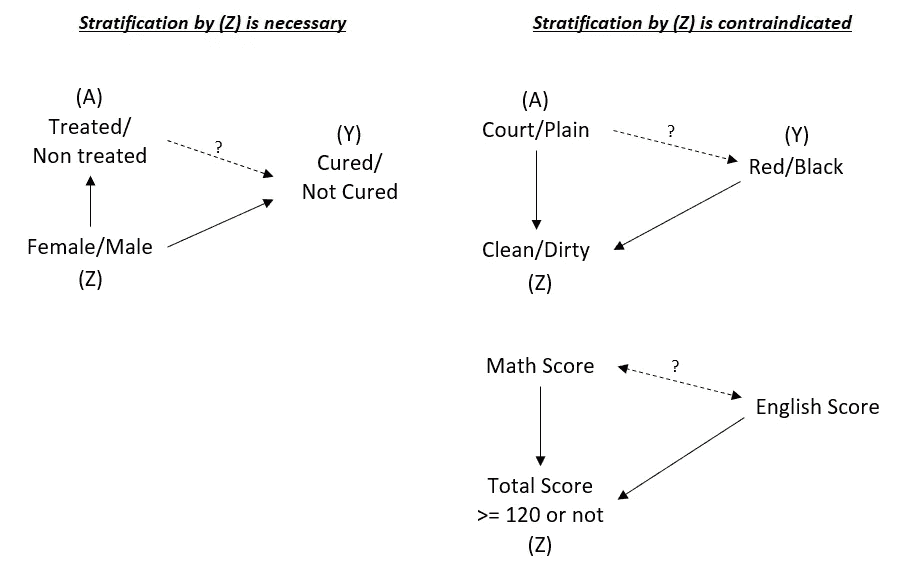 Stratification by (Z) is necessary
(A)
Treated/
Non treated
?
(Y)
Cured/
Not Cured
Female/Male
(Z)
Stratification by (Z) is contraindicated
(A)
Court/Plain
?
(Y)
Red/Black
Clean/Dirty
(Z)
Math Score
?
English Score
Total Score
>= 120 or not
(Z)